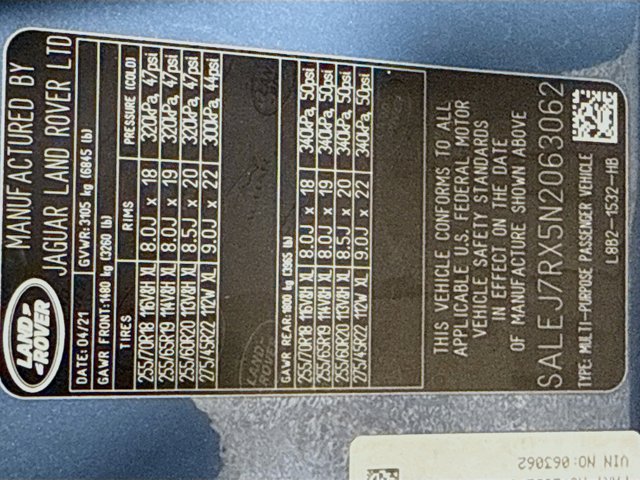 MANUFACTURED BY
JAGUAR LAND ROVER LTD
LAND ROVER
DATE: 04/21 GVWR: 3105 kg (6845 lb)
GAWR FRONT: 1480 kg (3260 lb)
TIRES RIMS PRESSURE (COLD)
255/70R18 116V&H XL 8.0J x 18 320kPa, 47psi
255/65R19 114V&H XL 8.0J x 19 320kPa, 47psi
255/60R20 113V&H XL 8.5J x 20 320kPa, 47psi
275/45R22 112W XL 9.0J x 22 300kPa, 44psi
LAND ROVER
GAWR REAR: 1800 kg (3965 lb)
255/70R18 116V&H XL 8.0J x 18 340kPa, 50psi
255/65R19 114V&H XL 8.0J x 19 340kPa, 50psi
255/60R20 113V&H XL 8.5J x 20 340kPa, 50psi
275/45R22 112W XL 9.0J x 22 340kPa, 50psi
THIS VEHICLE CONFORMS TO ALL
APPLICABLE U.S. FEDERAL MOTOR
VEHICLE SAFETY STANDARDS
IN EFFECT ON THE DATE
OF MANUFACTURE SHOWN ABOVE
SALEJ7RX5N2063062
TYPE: MULTI-PURPOSE PASSENGER VEHICLE L8B2-1532-HB
VIN NO:063062